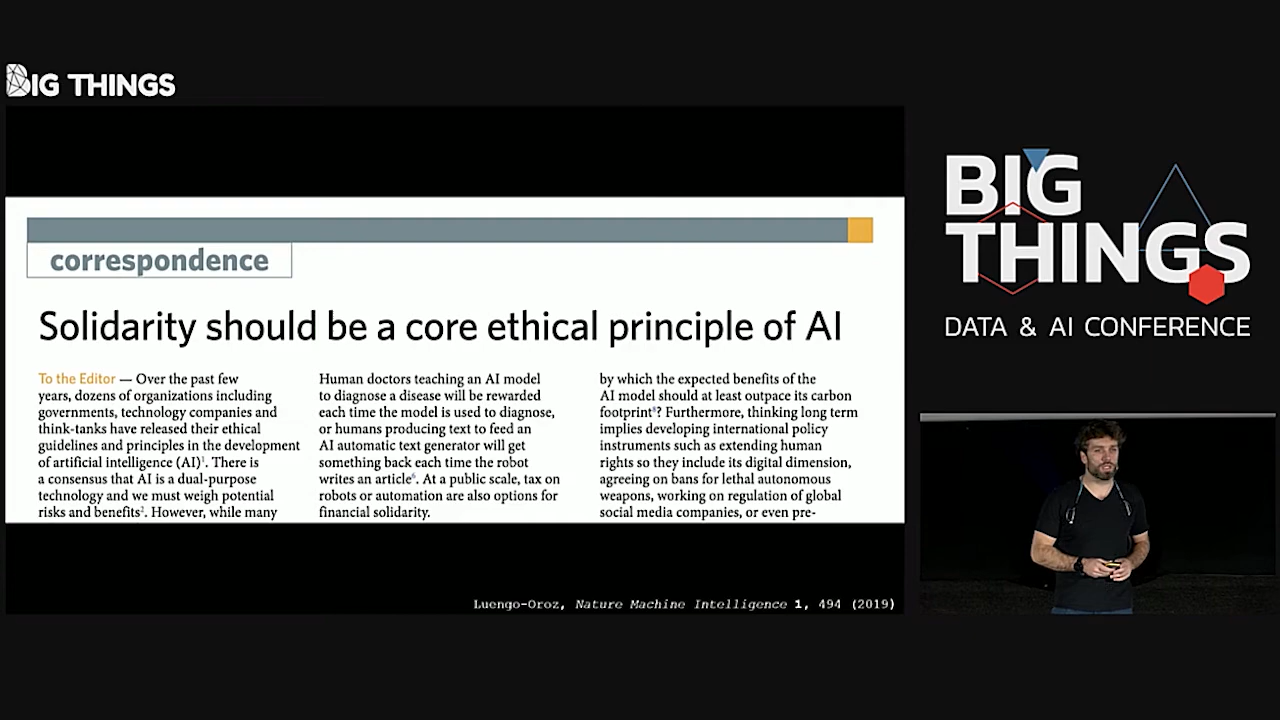 BIG THINGS
correspondence
Solidarity should be a core ethical principle of AI
To the Editor — Over the past few
years, dozens of organizations including
governments, technology companies and
think-tanks have released their ethical
guidelines and principles in the development
of artificial intelligence (AI)1. There is
a consensus that AI is a dual-purpose
technology and we must weigh potential
risks and benefits2. However, while many
Human doctors teaching an AI model
to diagnose a disease will be rewarded
each time the model is used to diagnose,
or humans producing text to feed an
AI automatic text generator will get
something back each time the robot
writes an article6. At a public scale, tax on
robots or automation are also options for
financial solidarity.
by which the expected benefits of the
AI model should at least outpace its carbon
footprint8? Furthermore, thinking long term
implies developing international policy
instruments such as extending human
rights so they include its digital dimension,
agreeing on bans for lethal autonomous
weapons, working on regulation of global
social media companies, or even pre-
Luengo-Oroz, Nature Machine Intelligence 1, 494 (2019)
BIG
THINGS
DATA & AI CONFERENCE